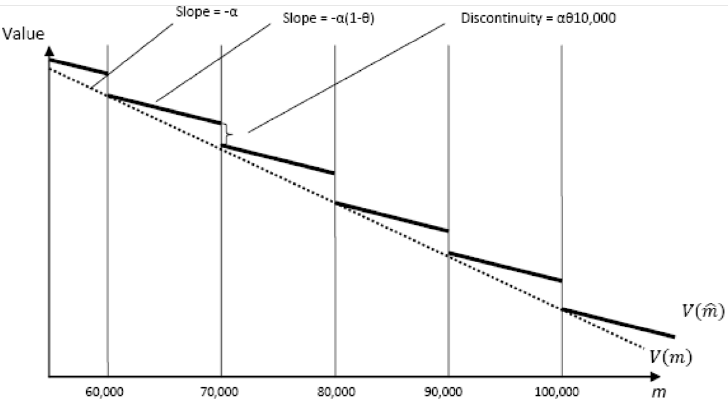 Slope = -α
Slope = -α(1-θ)
Discontinuity = αθ10,000
Value
V(m̂)
V(m)
60,000
70,000
80,000
90,000
100,000
m